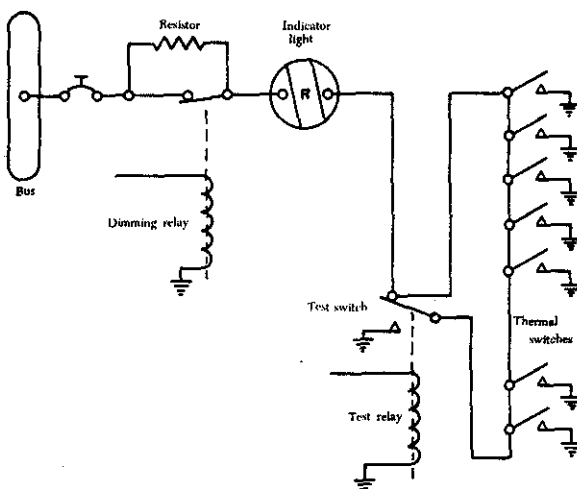 Resistor
Indicator
light
R
Bus
Dimming relay
Test switch
Thermal
switches
Test relay